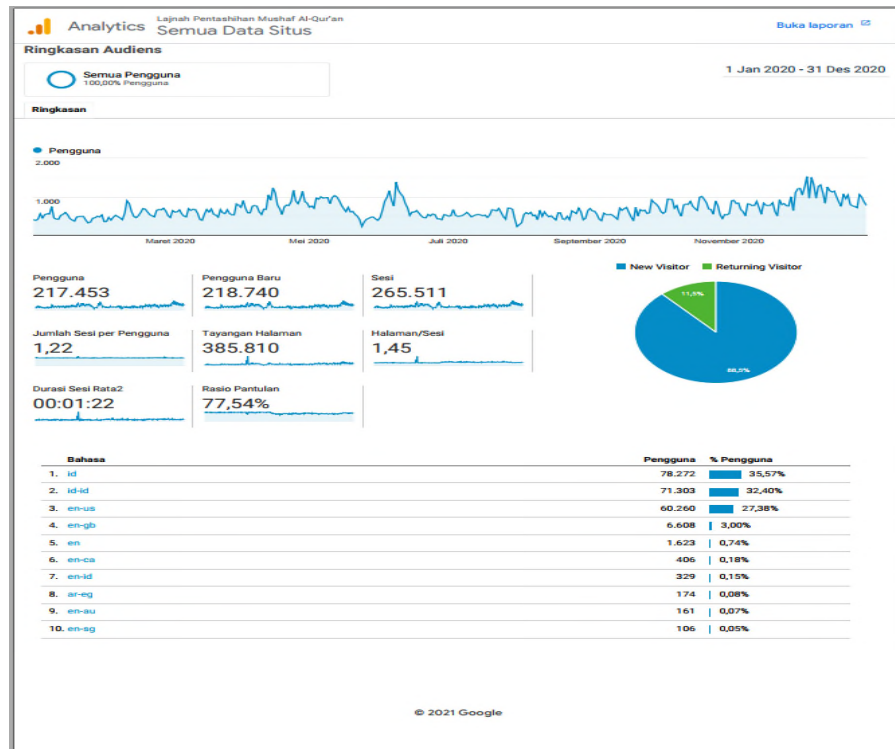 Analytics
Lajnah Pentashihan Mushaf Al-Qur'an
Semua Data Situs
Buka laporan
Ringkasan Audiens
Semua Pengguna
100,00% Pengguna
1 Jan 2020 - 31 Des 2020
Ringkasan
Pengguna
2.000
1.000
Maret 2020 Mei 2020 Juli 2020 September 2020 November 2020
New Visitor Returning Visitor
Pengguna Pengguna Baru Sesi
217.453 218.740 265.511
11,5%
Jumlah Sesi per Pengguna Tayangan Halaman Halaman/Sesi
1,22 385.810 1,45
88,5%
Durasi Sesi Rata2 Rasio Pantulan
00:01:22 77,54%
Bahasa Pengguna % Pengguna
1. id 78.272 35,57%
2. id-id 71.303 32,40%
3. en-us 60.260 27,38%
4. en-gb 6.608 3,00%
5. en 1.623 0,74%
6. en-ca 406 0,18%
7. en-id 329 0,15%
8. ar-eg 174 0,08%
9. en-au 161 0,07%
10. en-sg 106 0,05%
© 2021 Google